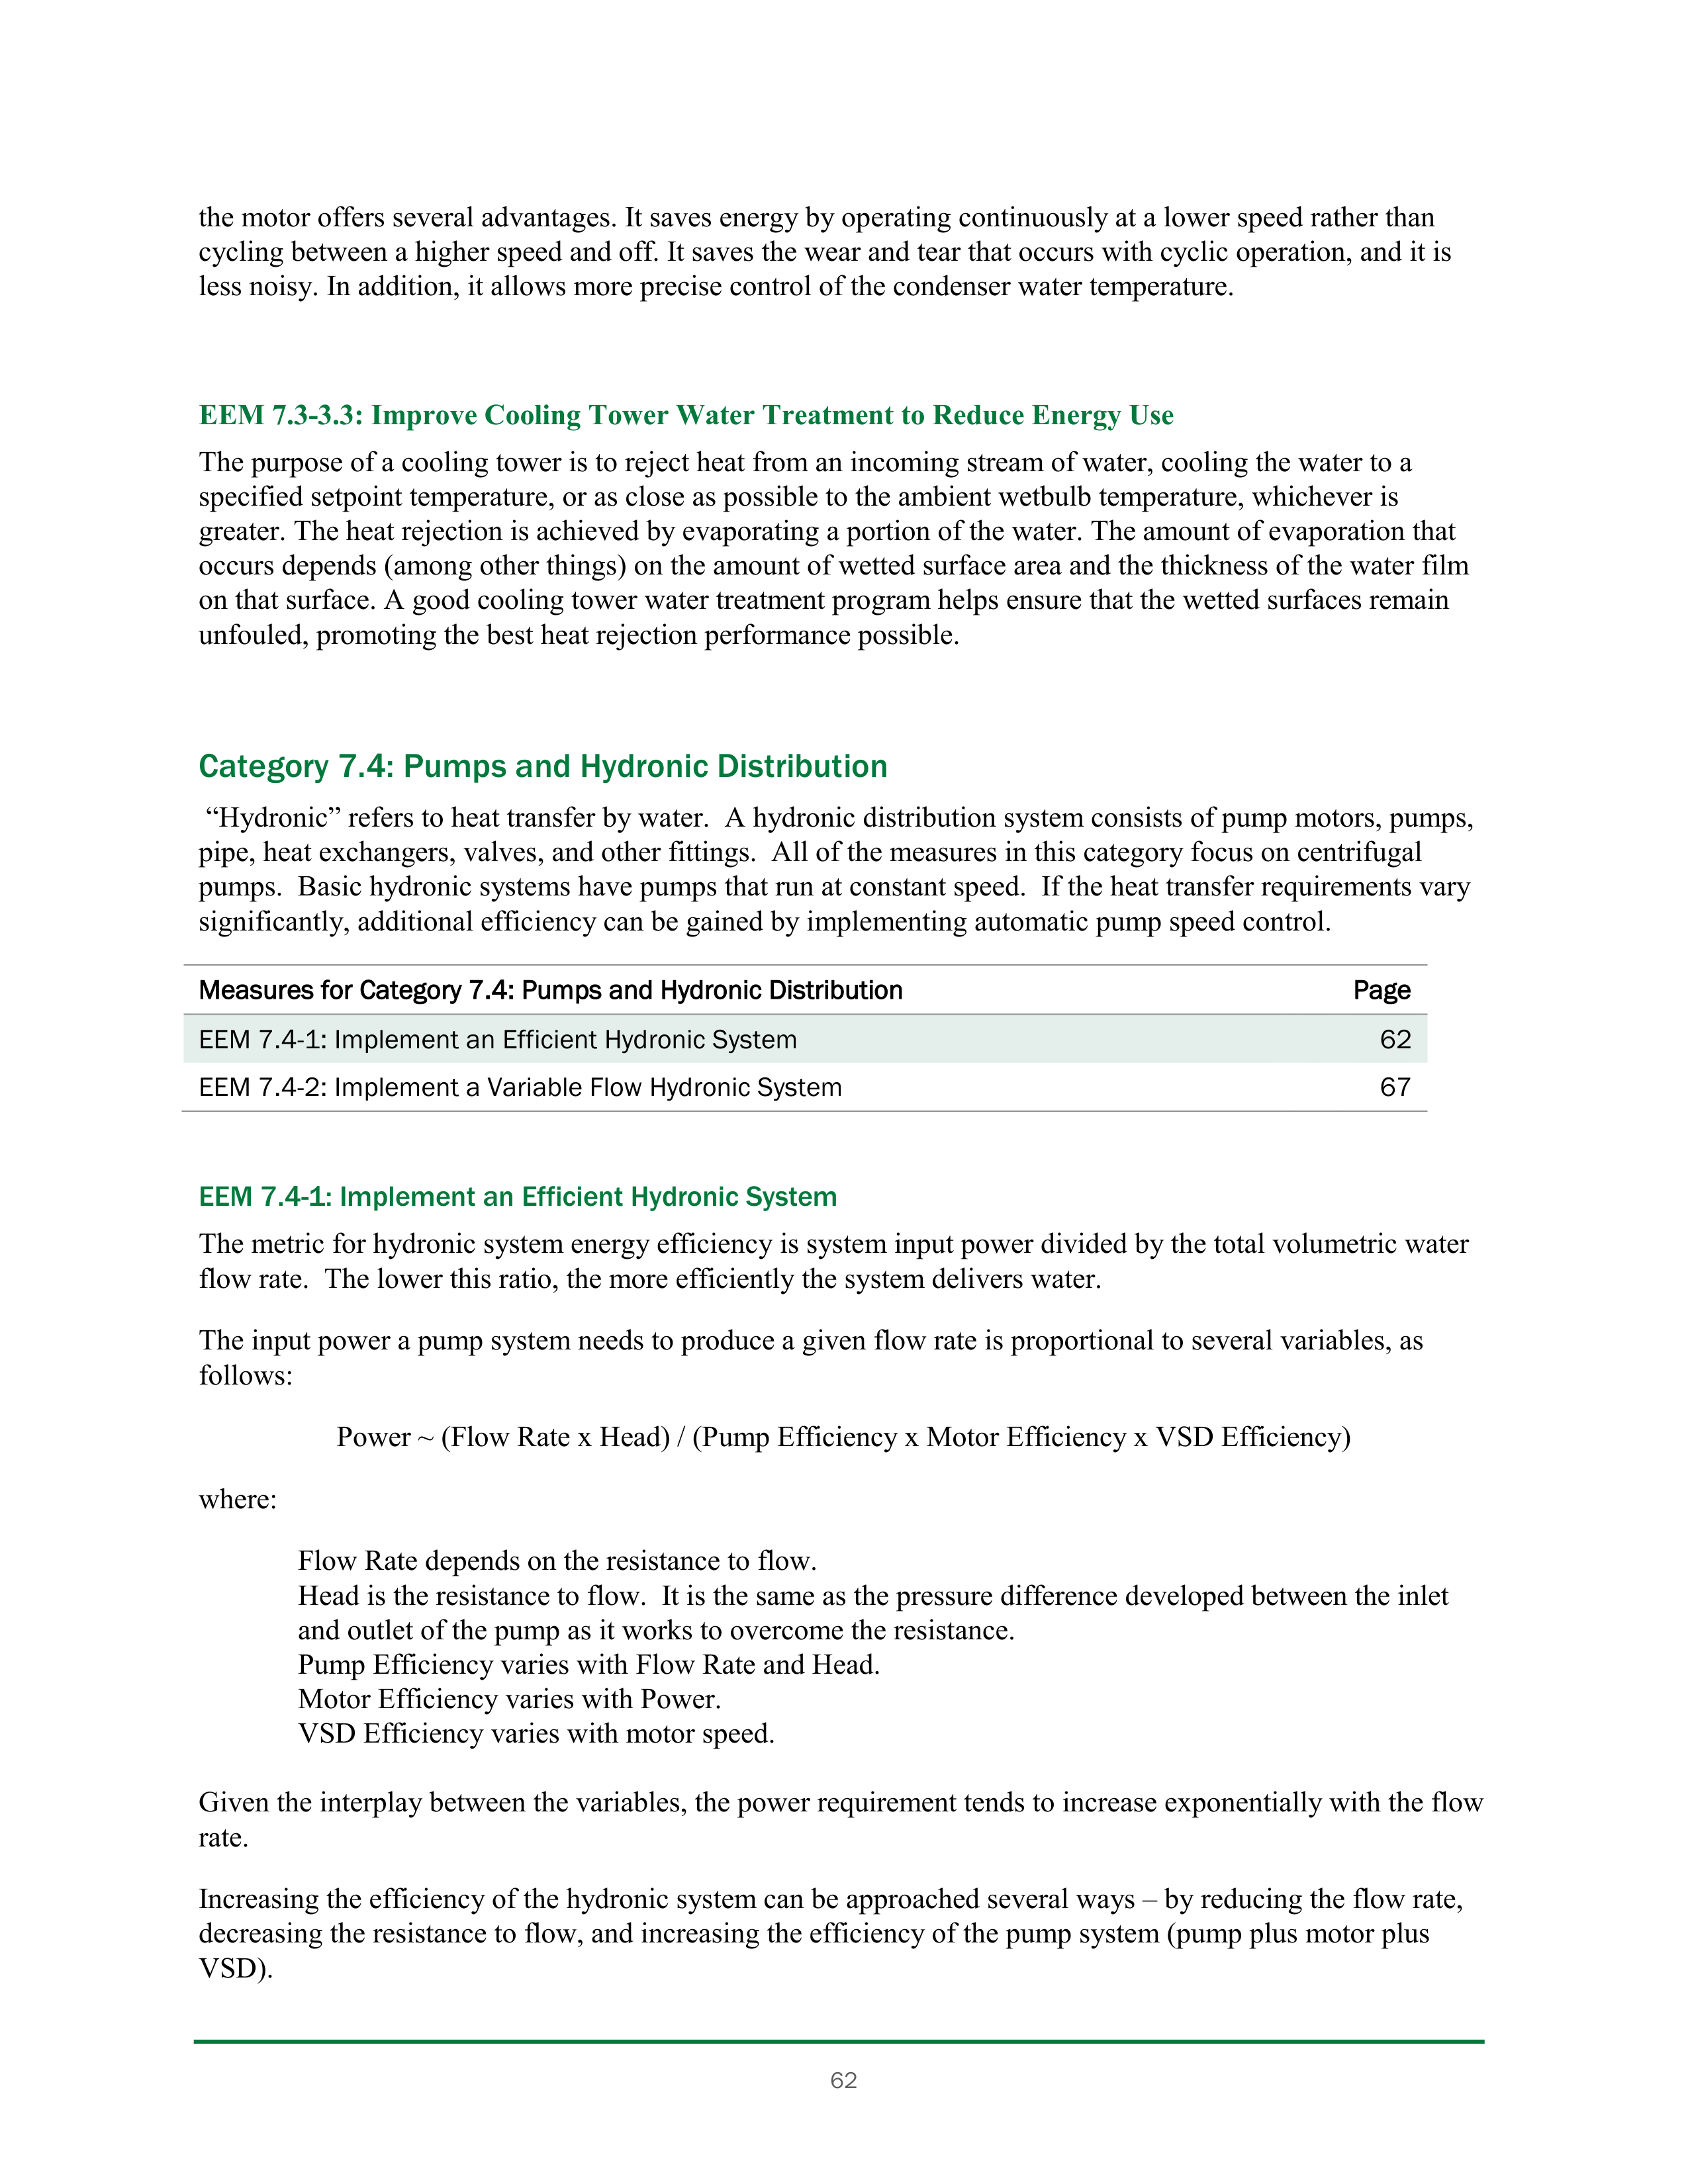 the motor offers several advantages. It saves energy by operating continuously at a lower speed rather than
cycling between a higher speed and off. It saves the wear and tear that occurs with cyclic operation, and it is
less noisy. In addition, it allows more precise control of the condenser water temperature.
EEM 7.3-3.3: Improve Cooling Tower Water Treatment to Reduce Energy Use
The purpose of a cooling tower is to reject heat from an incoming stream of water, cooling the water to a
specified setpoint temperature, or as close as possible to the ambient wetbulb temperature, whichever is
greater. The heat rejection is achieved by evaporating a portion of the water. The amount of evaporation that
occurs depends (among other things) on the amount of wetted surface area and the thickness of the water film
on that surface. A good cooling tower water treatment program helps ensure that the wetted surfaces remain
unfouled, promoting the best heat rejection performance possible.
Category 7.4: Pumps and Hydronic Distribution
“Hydronic” refers to heat transfer by water.  A hydronic distribution system consists of pump motors, pumps,
pipe, heat exchangers, valves, and other fittings.  All of the measures in this category focus on centrifugal
pumps.  Basic hydronic systems have pumps that run at constant speed.  If the heat transfer requirements vary
significantly, additional efficiency can be gained by implementing automatic pump speed control.
Measures for Category 7.4: Pumps and Hydronic Distribution Page
EEM 7.4-1: Implement an Efficient Hydronic System 62
EEM 7.4-2: Implement a Variable Flow Hydronic System 67
EEM 7.4-1: Implement an Efficient Hydronic System
The metric for hydronic system energy efficiency is system input power divided by the total volumetric water
flow rate.  The lower this ratio, the more efficiently the system delivers water.
The input power a pump system needs to produce a given flow rate is proportional to several variables, as
follows:
Power ~ (Flow Rate x Head) / (Pump Efficiency x Motor Efficiency x VSD Efficiency)
where:
Flow Rate depends on the resistance to flow.
Head is the resistance to flow.  It is the same as the pressure difference developed between the inlet
and outlet of the pump as it works to overcome the resistance.
Pump Efficiency varies with Flow Rate and Head.
Motor Efficiency varies with Power.
VSD Efficiency varies with motor speed.
Given the interplay between the variables, the power requirement tends to increase exponentially with the flow
rate.
Increasing the efficiency of the hydronic system can be approached several ways – by reducing the flow rate,
decreasing the resistance to flow, and increasing the efficiency of the pump system (pump plus motor plus
VSD).
62